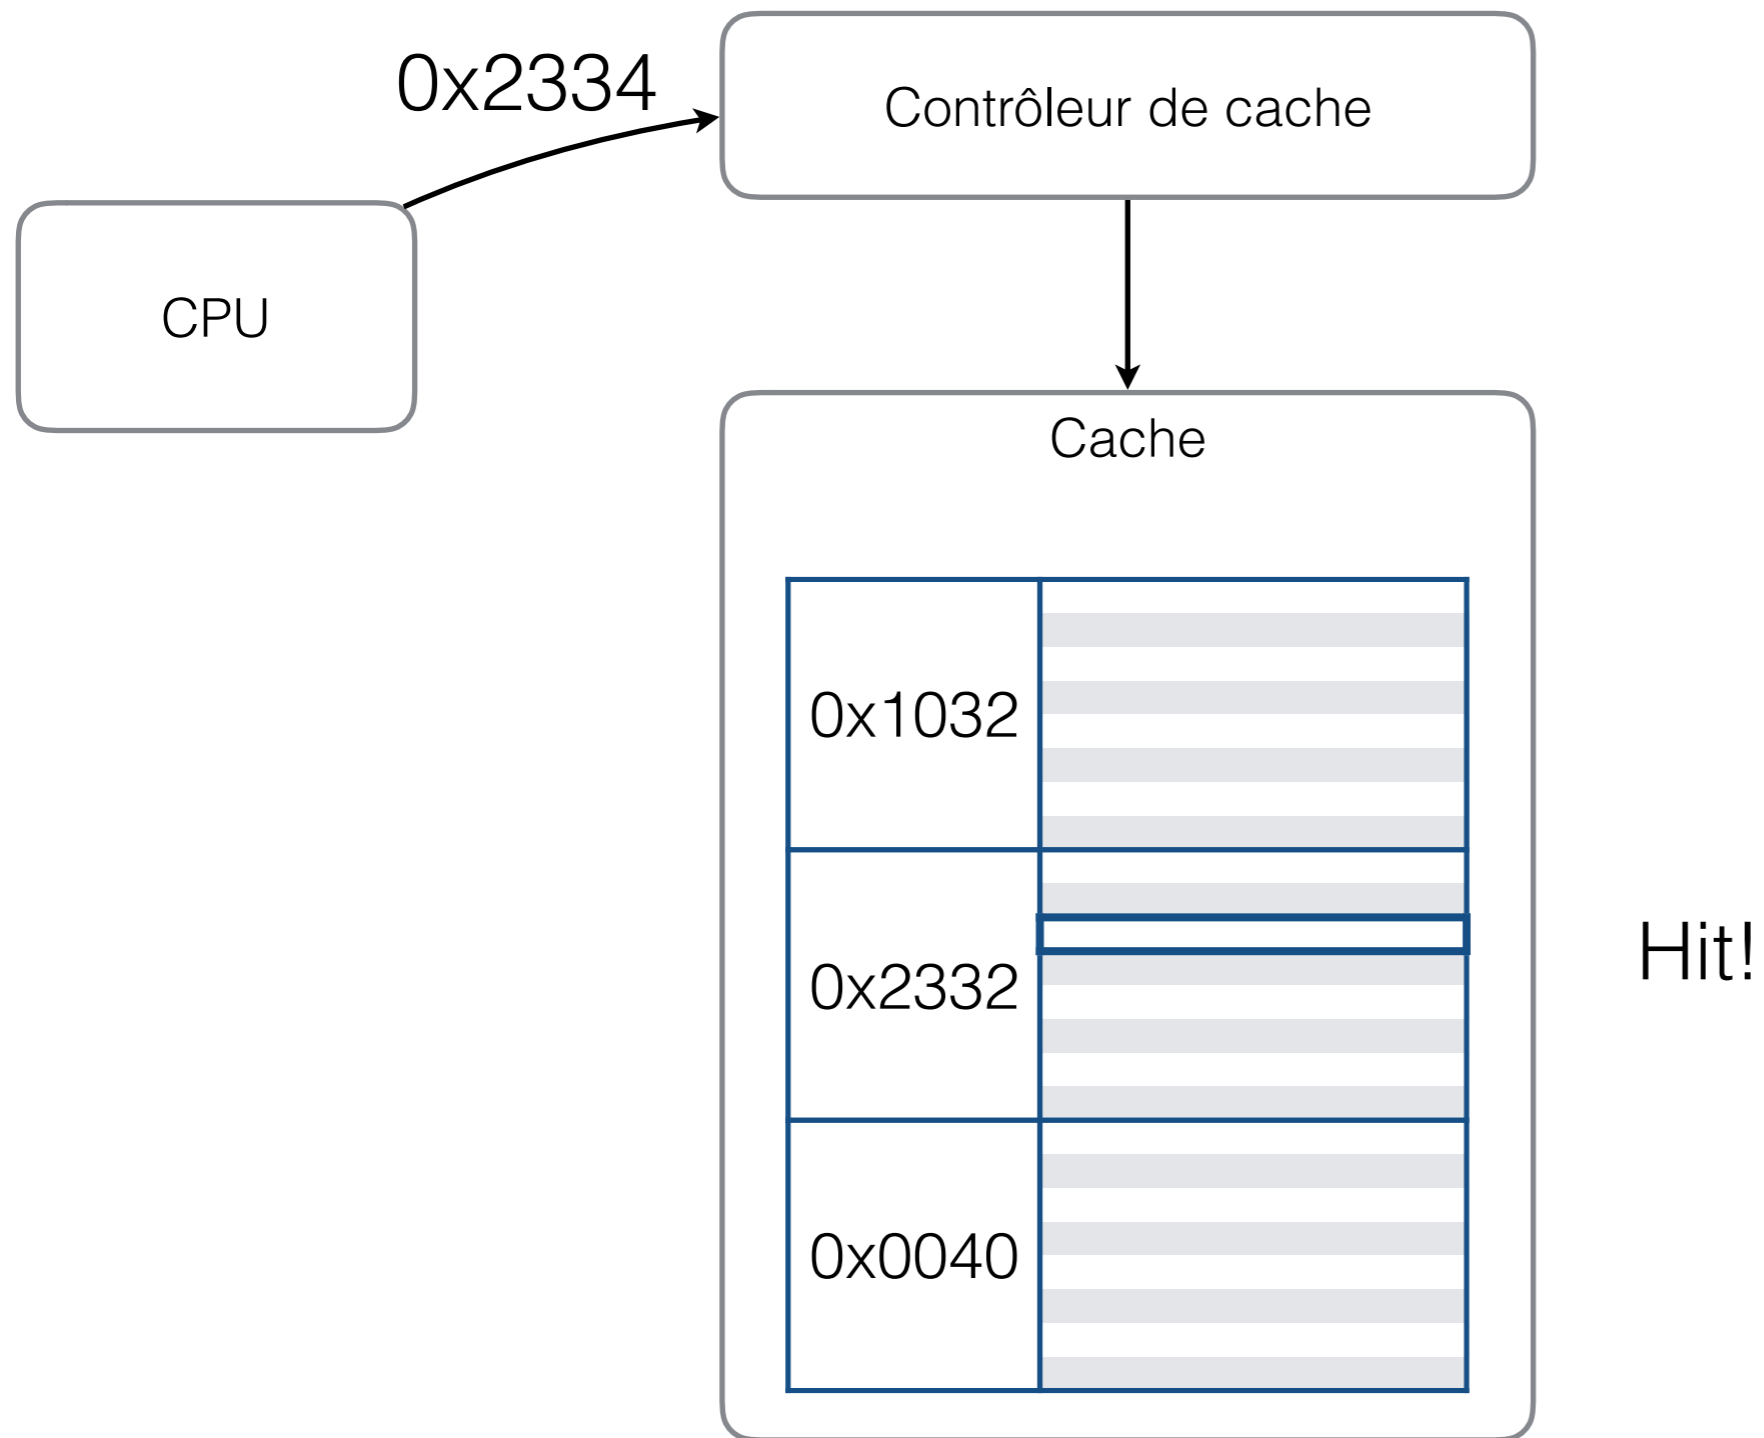 0x2334
Contrôleur de cache
CPU
Cache
0x1032
0x2332
Hit!
0x0040